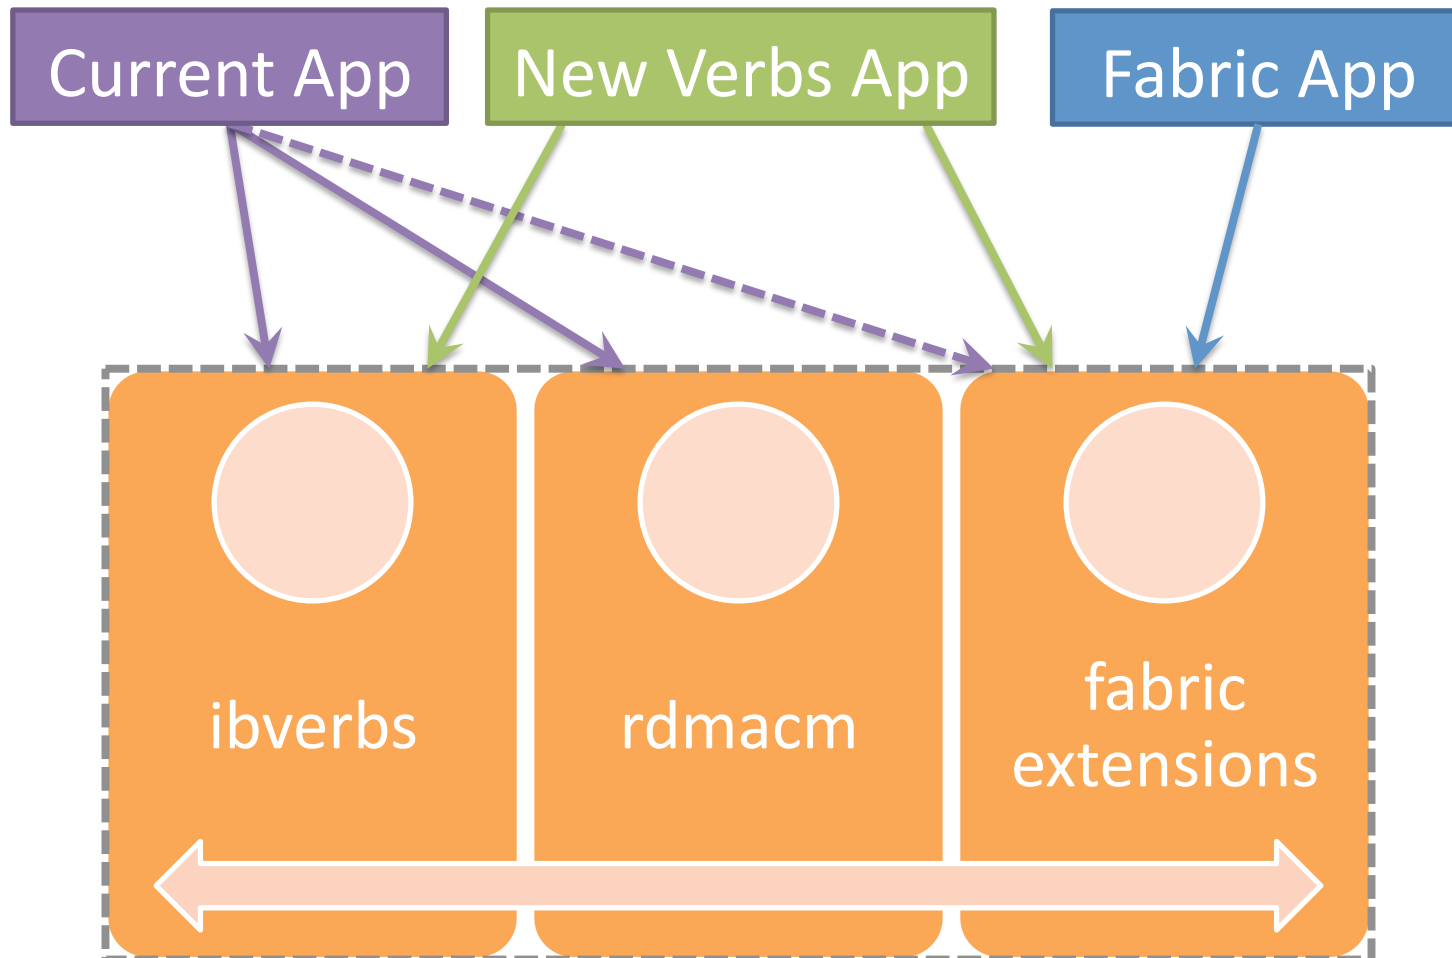 Current App
New Verbs App
Fabric App
ibverbs
rdmacm
fabric
extensions